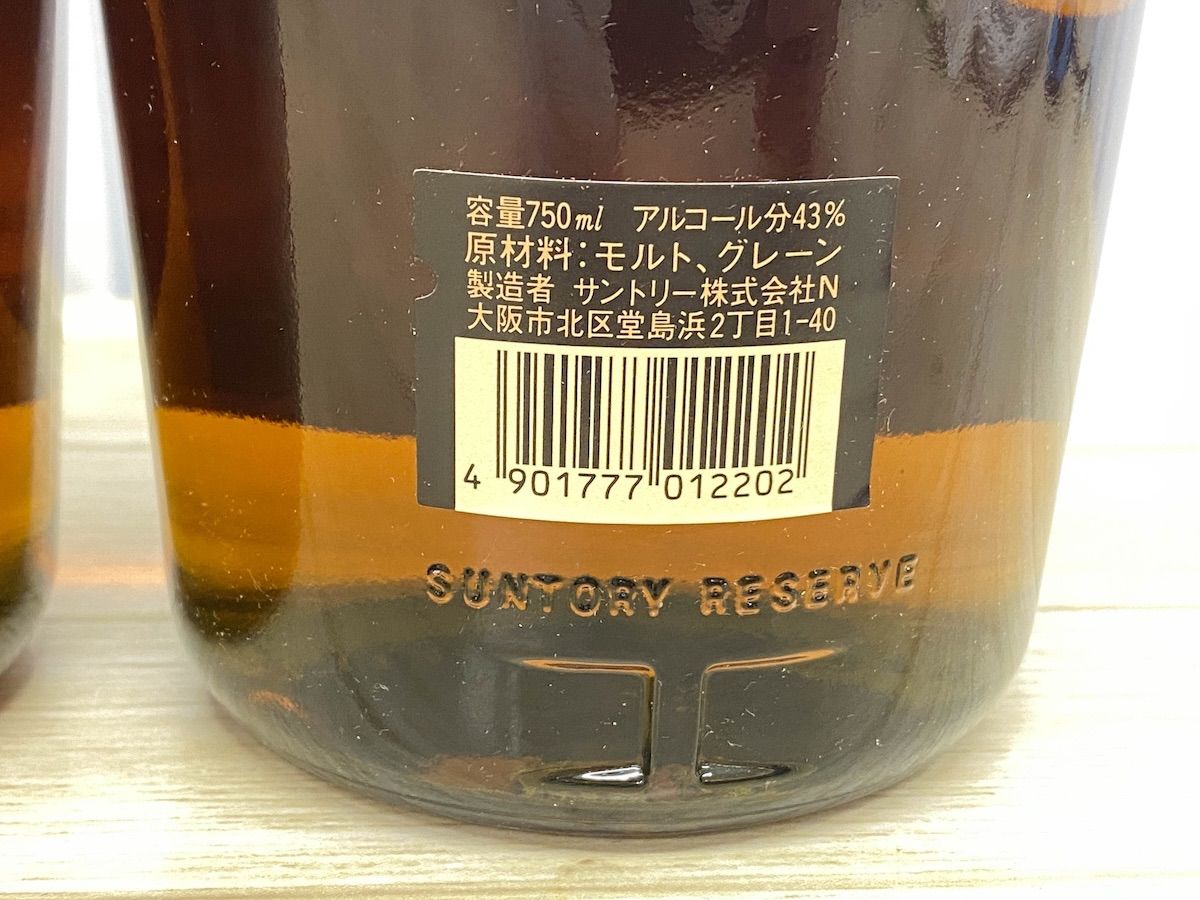 容量750ml アルコール分43%
原材料:モルト、グレーン
製造者 サントリー株式会社N
大阪市北区堂島浜2丁目1-40
4 901777 012202
SUNTORY RESERVE